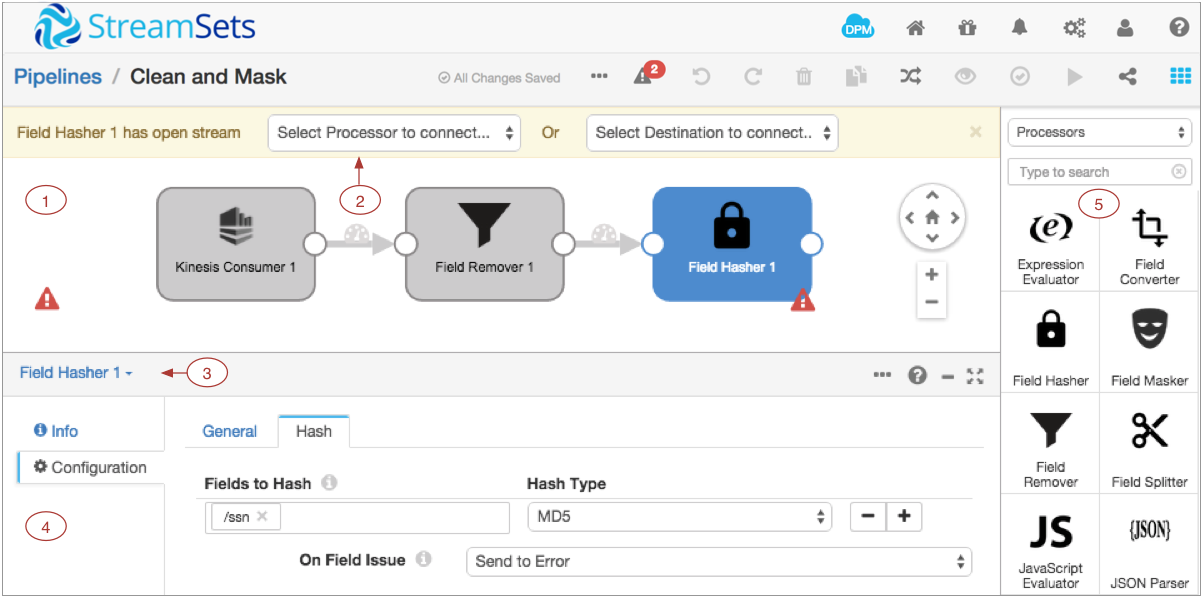 StreamSets
DPM
Pipelines / Clean and Mask
All Changes Saved
2
Field Hasher 1 has open stream
Select Processor to connect...
Or
Select Destination to connect..
Processors
Type to search
1
2
5
Kinesis Consumer 1
Field Remover 1
Field Hasher 1
Expression
Evaluator
Field
Converter
Field Hasher
Field Masker
Field Hasher 1
3
Info
Configuration
4
General
Hash
Fields to Hash
Hash Type
/ssn
MD5
On Field Issue
Send to Error
Field
Remover
Field Splitter
JS
JavaScript
Evaluator
{JSON}
JSON Parser